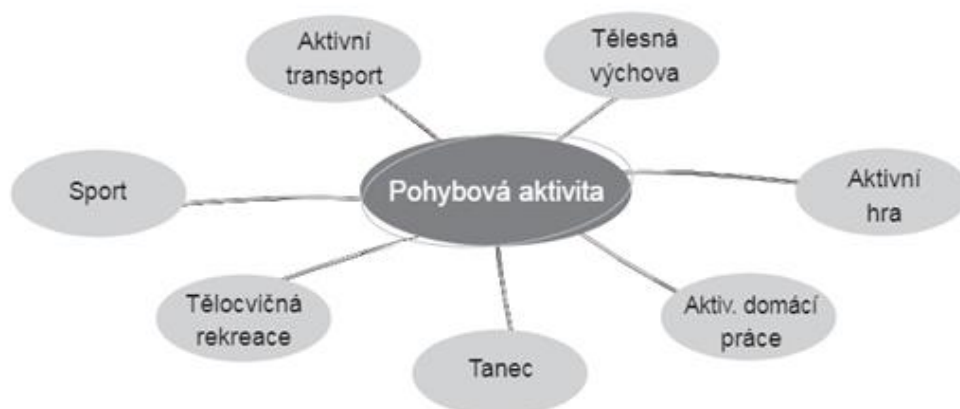 Aktivní
transport
Tělesná
výchova
Sport
Pohybová aktivita
Aktivní
hra
Tělocvičná
rekreace
Tanec
Aktiv. domácí
práce